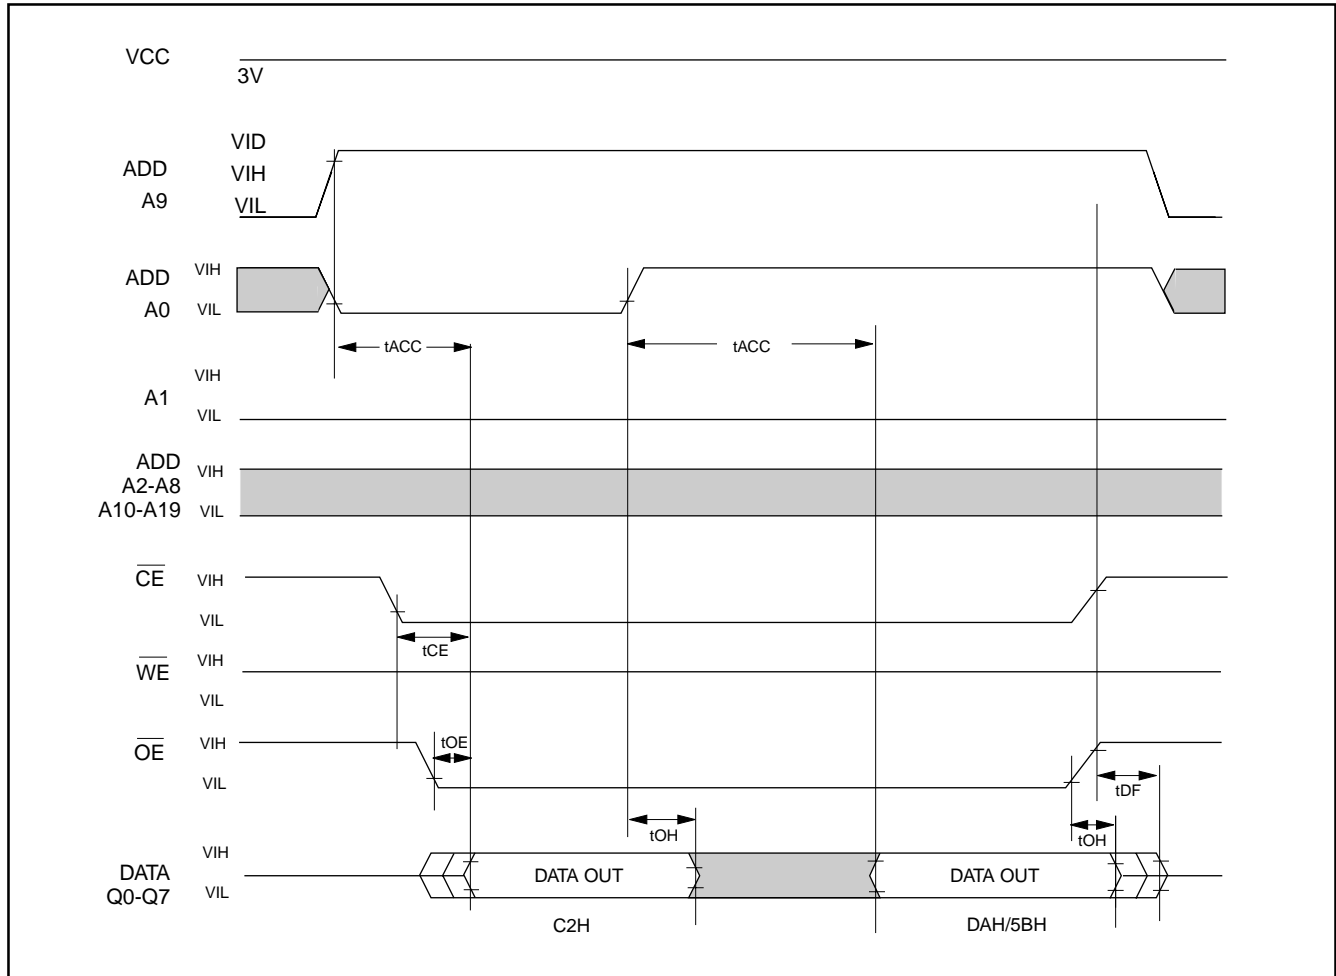 VCC
3V
VID
ADD
VIH
A9
VIL
ADD
VIH
A0
VIL
tACC
tACC
VIH
A1
VIL
ADD
VIH
A2-A8
A10-A19
VIL
CE
VIH
VIL
tCE
WE
VIH
VIL
OE
VIH
tOE
VIL
tDF
tOH
tOH
VIH
DATA
DATA OUT
DATA OUT
Q0-Q7
VIL
C2H
DAH/5BH